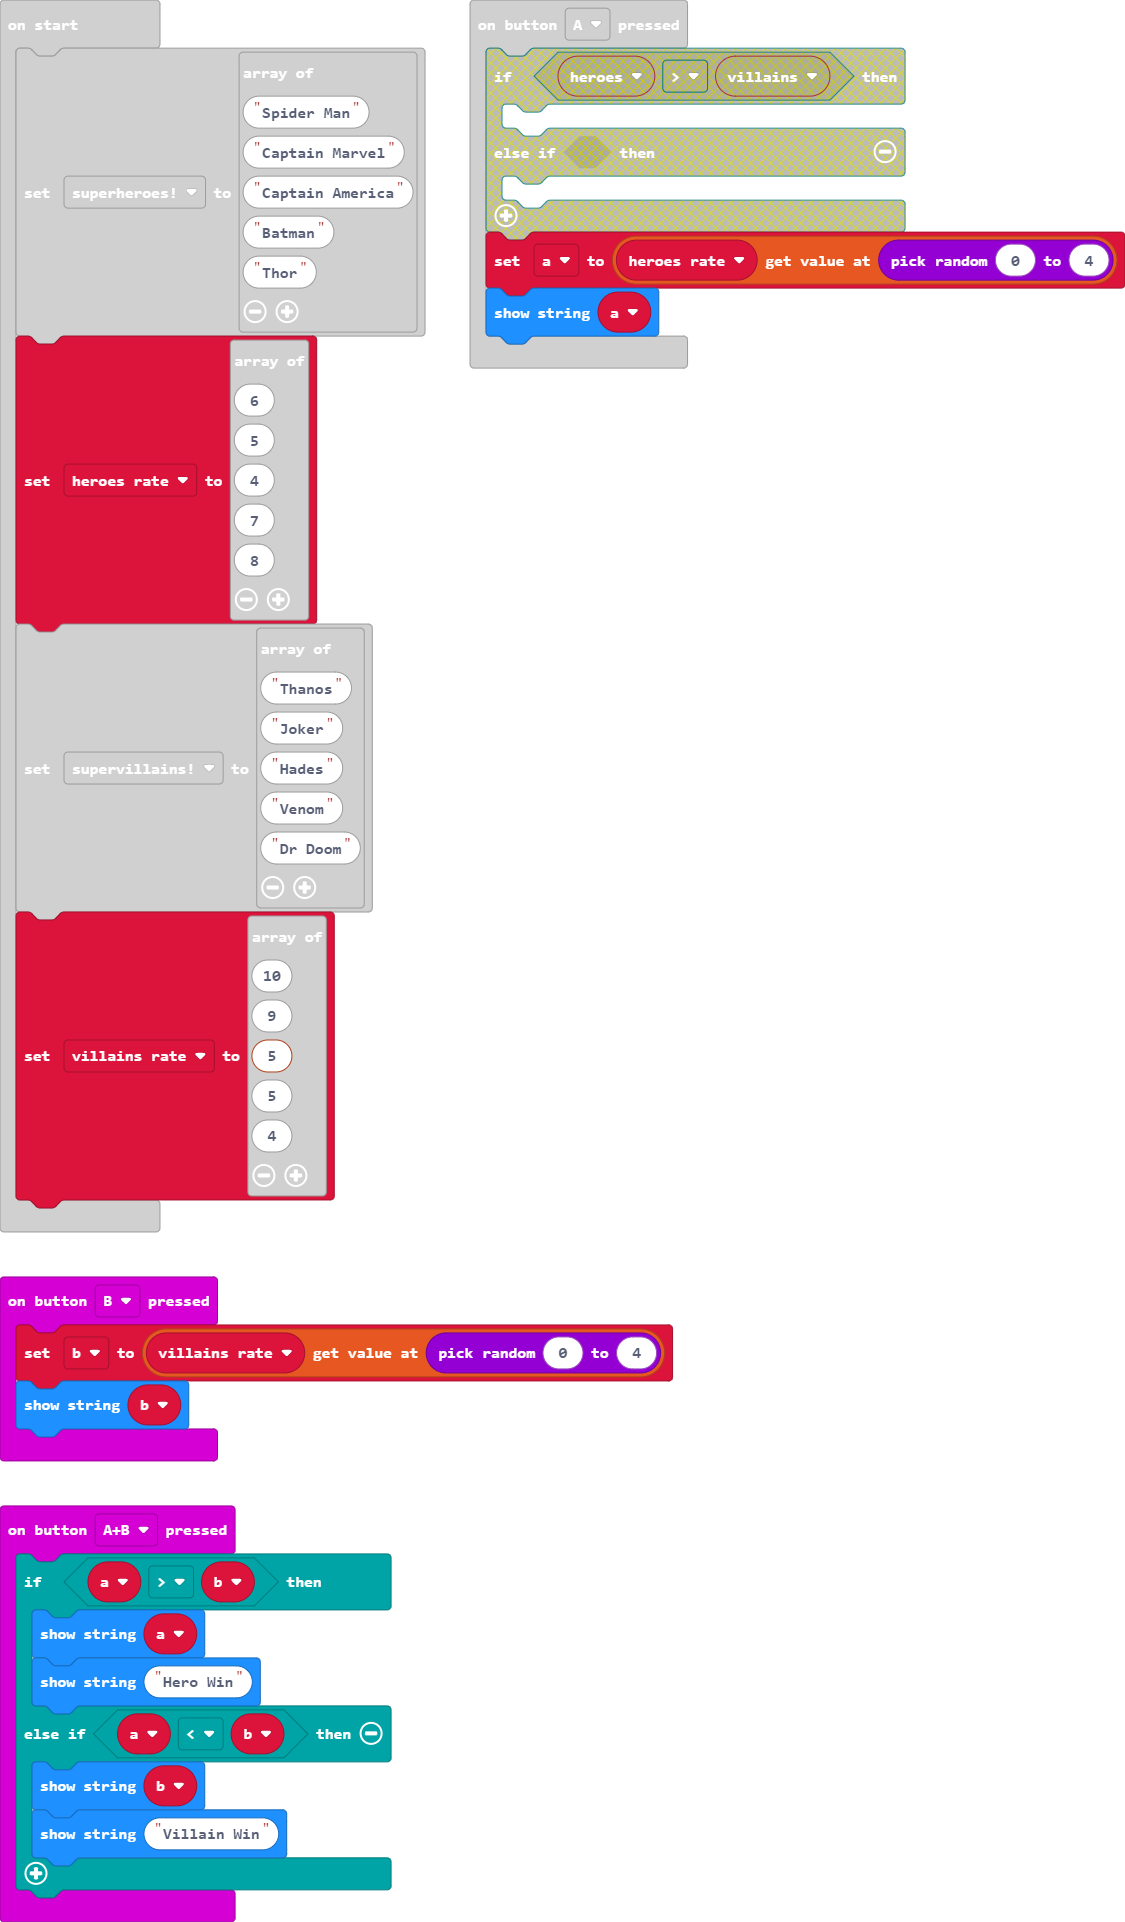 on start
array of
"Spider Man"
"Captain Marvel"
"Captain America"
set superheroes! to
"Batman"
"Thor"
array of
6
5
set heroes rate to 4
7
8
array of
"Thanos"
"Joker"
set supervillains! to "Hades"
"Venom"
"Dr Doom"
array of
10
9
set villains rate to 5
5
4
on button A pressed
if heroes > villains then
else if then
set a to heroes rate get value at pick random 0 to 4
show string a
on button B pressed
set b to villains rate get value at pick random 0 to 4
show string b
on button A+B pressed
if a > b then
show string a
show string "Hero Win"
else if a < b then
show string b
show string "Villain Win"